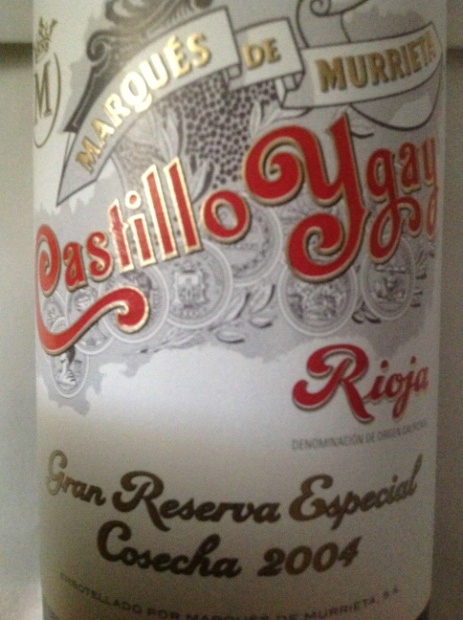 M
MARQUÉS DE MURRIETA
Castillo Ygay
Rioja
DENOMINACIÓN DE ORIGEN CALIFICADA
Gran Reserva Especial
Cosecha 2004
EMBOTELLADO POR MARQUÉS DE MURRIETA, S.A.